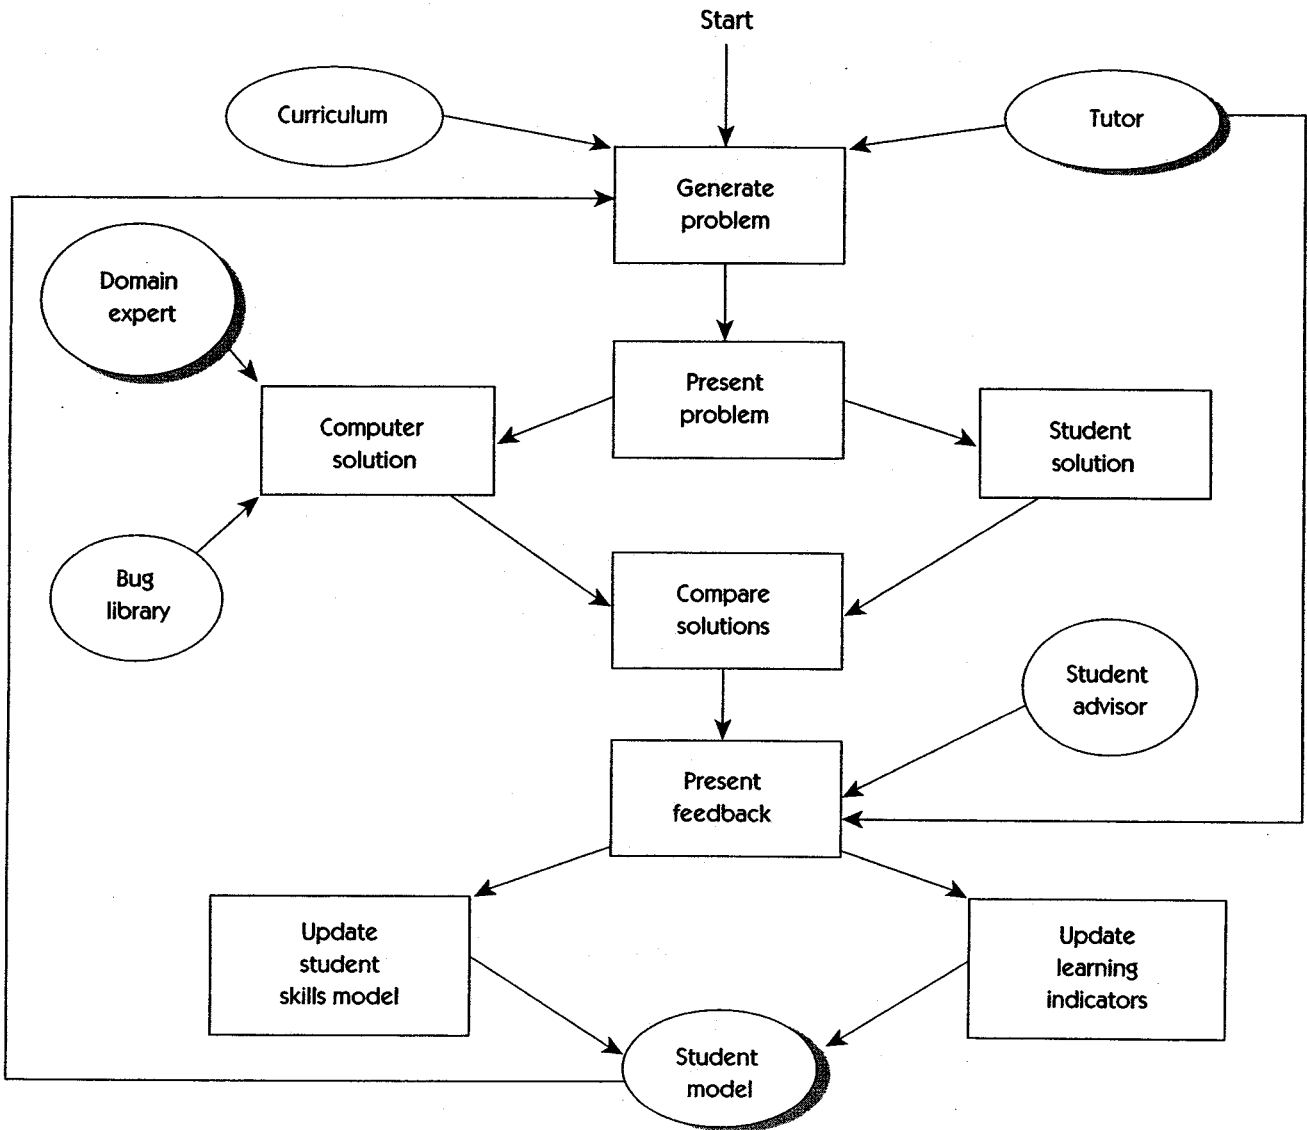 Start
Curriculum
Tutor
Generate
problem
Domain
expert
Present
problem
Computer
solution
Student
solution
Bug
library
Compare
solutions
Student
advisor
Present
feedback
Update
student
skills model
Update
learning
indicators
Student
model